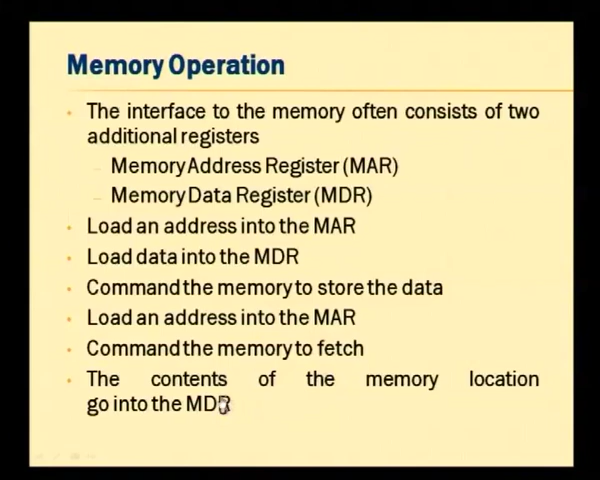 Memory Operation
The interface to the memory often consists of two
additional registers
Memory Address Register (MAR)
Memory Data Register (MDR)
Load an address into the MAR
Load data into the MDR
Command the memory to store the data
Load an address into the MAR
Command the memory to fetch
The contents of the memory location
go into the MDR